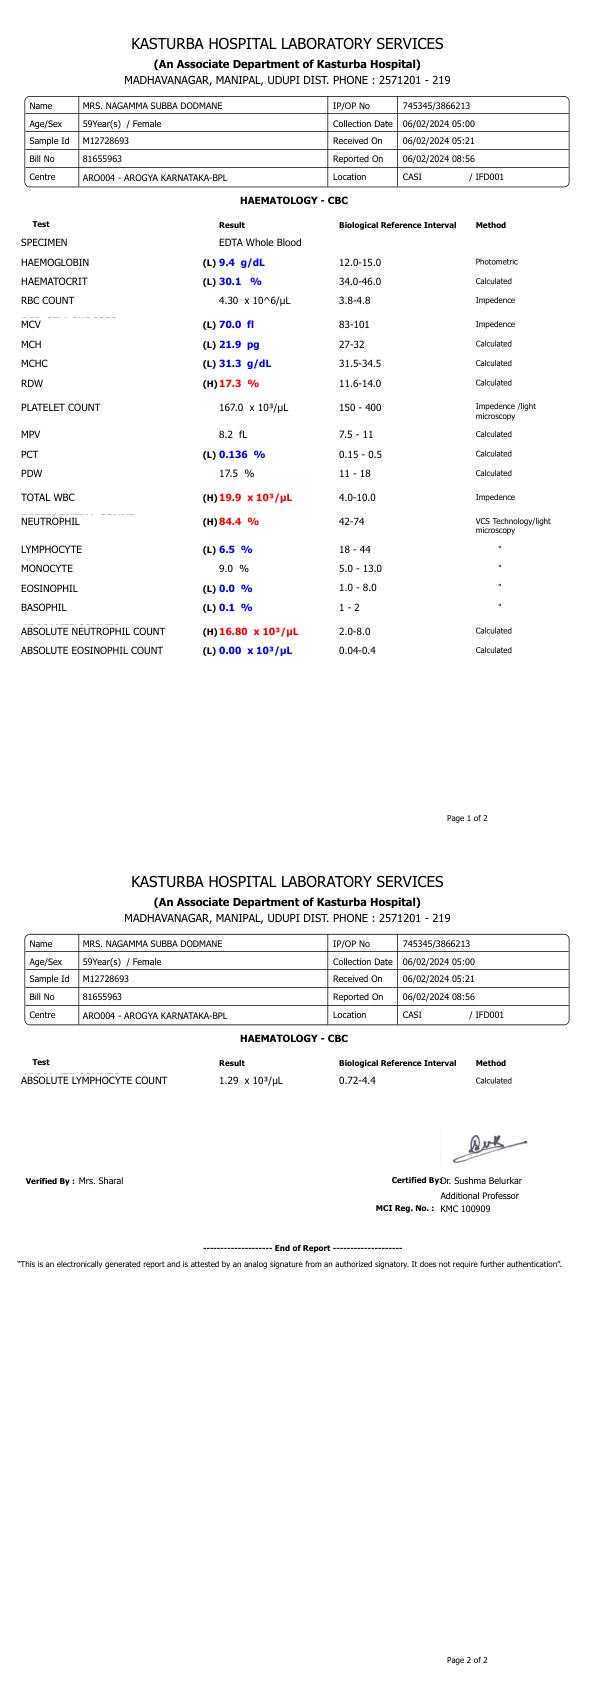 KASTURBA HOSPITAL LABORATORY SERVICES
(An Associate Department of Kasturba Hospital)
MADHAVANAGAR, MANIPAL, UDUPI DIST. PHONE : 2571201 - 219
Name MRS. NAGAMMA SUBBA DODMANE IP/OP No 745345/3866213
Age/Sex 59Year(s) / Female Collection Date 06/02/2024 05:00
Sample Id M12728693 Received On 06/02/2024 05:21
Bill No 81655963 Reported On 06/02/2024 08:56
Centre ARO004 - AROGYA KARNATAKA-BPL Location CASI / IFD001
HAEMATOLOGY - CBC
Test Result Biological Reference Interval Method
SPECIMEN EDTA Whole Blood
HAEMOGLOBIN (L) 9.4 g/dL 12.0-15.0 Photometric
HAEMATOCRIT (L) 30.1 % 34.0-46.0 Calculated
RBC COUNT 4.30 x 10^6/µL 3.8-4.8 Impedence
MCV (L) 70.0 fl 83-101 Impedence
MCH (L) 21.9 pg 27-32 Calculated
MCHC (L) 31.3 g/dL 31.5-34.5 Calculated
RDW (H) 17.3 % 11.6-14.0 Calculated
PLATELET COUNT 167.0 x 10³/µL 150 - 400 Impedence /light
microscopy
MPV 8.2 fL 7.5 - 11 Calculated
PCT (L) 0.136 % 0.15 - 0.5 Calculated
PDW 17.5 % 11 - 18 Calculated
TOTAL WBC (H) 19.9 x 10³/µL 4.0-10.0 Impedence
NEUTROPHIL (H) 84.4 % 42-74 VCS Technology/light
microscopy
LYMPHOCYTE (L) 6.5 % 18 - 44 "
MONOCYTE 9.0 % 5.0 - 13.0 "
EOSINOPHIL (L) 0.0 % 1.0 - 8.0 "
BASOPHIL (L) 0.1 % 1 - 2 "
ABSOLUTE NEUTROPHIL COUNT (H) 16.80 x 10³/µL 2.0-8.0 Calculated
ABSOLUTE EOSINOPHIL COUNT (L) 0.00 x 10³/µL 0.04-0.4 Calculated
Page 1 of 2
KASTURBA HOSPITAL LABORATORY SERVICES
(An Associate Department of Kasturba Hospital)
MADHAVANAGAR, MANIPAL, UDUPI DIST. PHONE : 2571201 - 219
Name MRS. NAGAMMA SUBBA DODMANE IP/OP No 745345/3866213
Age/Sex 59Year(s) / Female Collection Date 06/02/2024 05:00
Sample Id M12728693 Received On 06/02/2024 05:21
Bill No 81655963 Reported On 06/02/2024 08:56
Centre ARO004 - AROGYA KARNATAKA-BPL Location CASI / IFD001
HAEMATOLOGY - CBC
Test Result Biological Reference Interval Method
ABSOLUTE LYMPHOCYTE COUNT 1.29 x 10³/µL 0.72-4.4 Calculated
Verified By : Mrs. Sharal Certified By: Dr. Sushma Belurkar
Additional Professor
MCI Reg. No. : KMC 100909
-------------------- End of Report --------------------
"This is an electronically generated report and is attested by an analog signature from an authorized signatory. It does not require further authentication".
Page 2 of 2